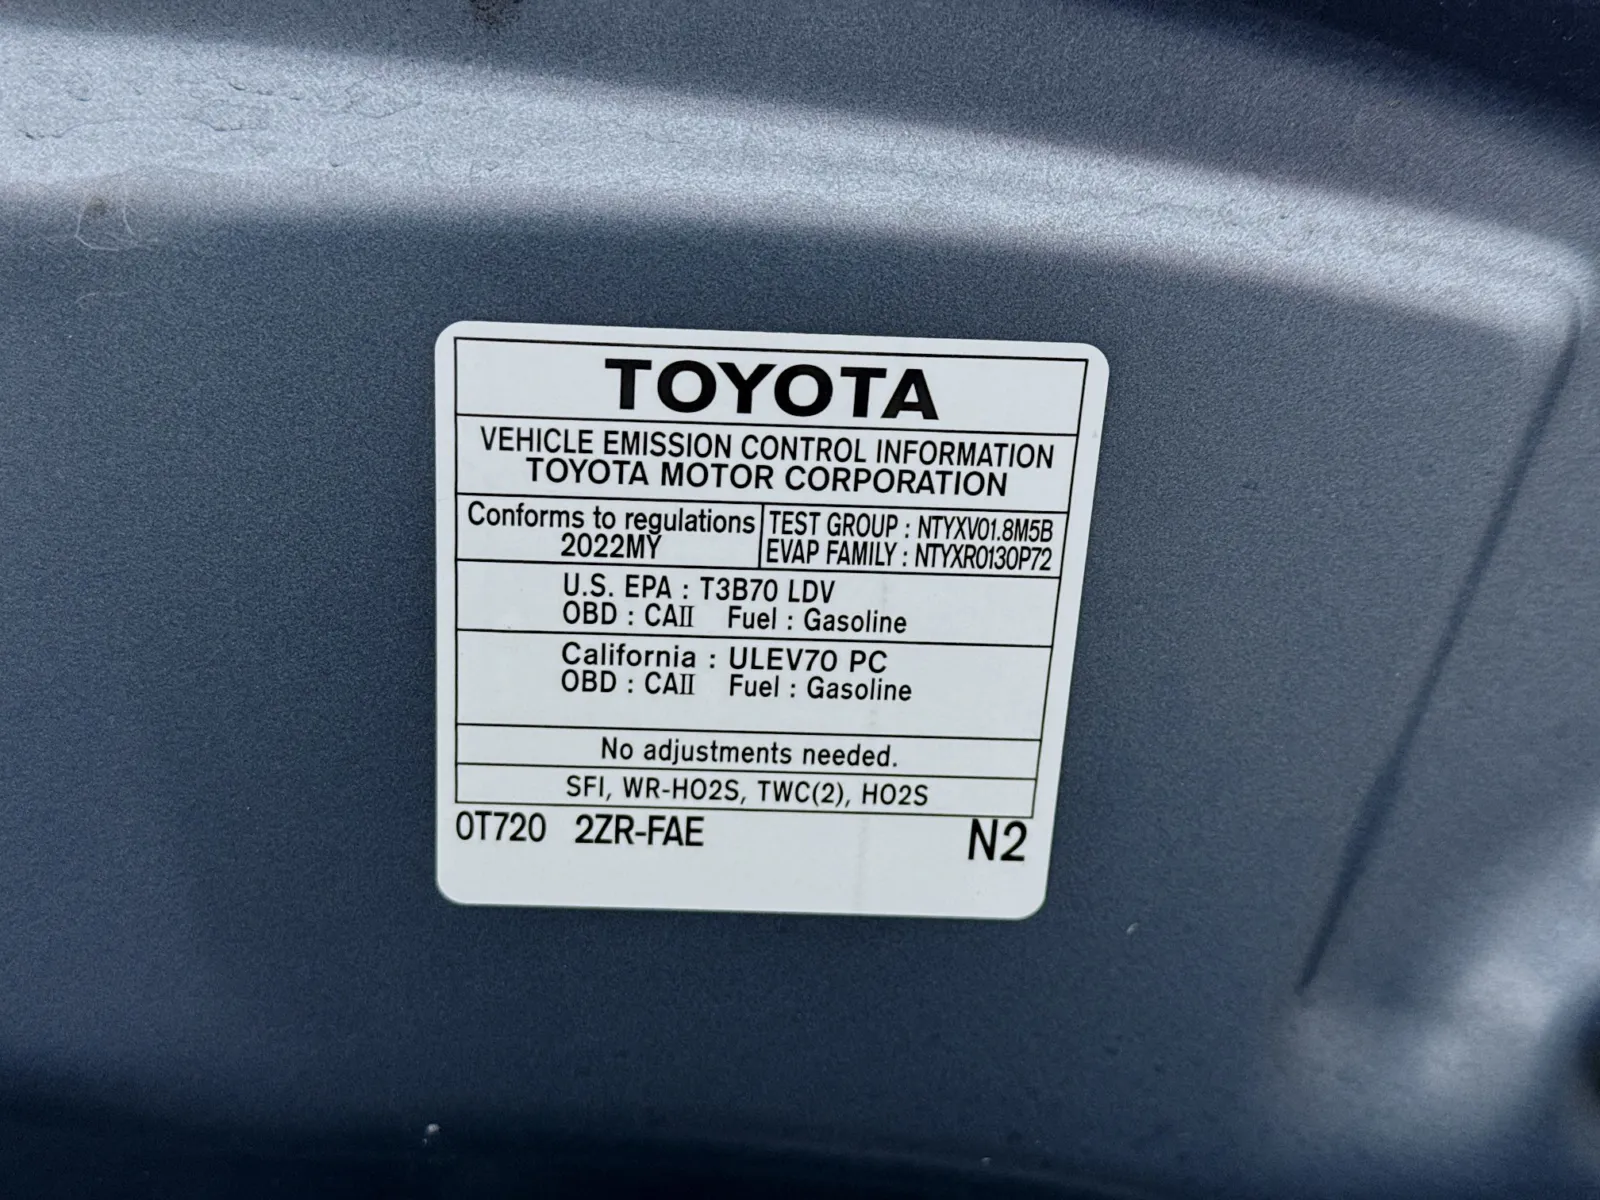 TOYOTA
VEHICLE EMISSION CONTROL INFORMATION
TOYOTA MOTOR CORPORATION
Conforms to regulations
2022MY
TEST GROUP : NTYXV01.8M5B
EVAP FAMILY : NTYXR0130P72
U.S. EPA : T3B70 LDV
OBD : CAII Fuel : Gasoline
California : ULEV70 PC
OBD : CAII Fuel : Gasoline
No adjustments needed.
SFI, WR-HO2S, TWC(2), HO2S
0T720 2ZR-FAE N2